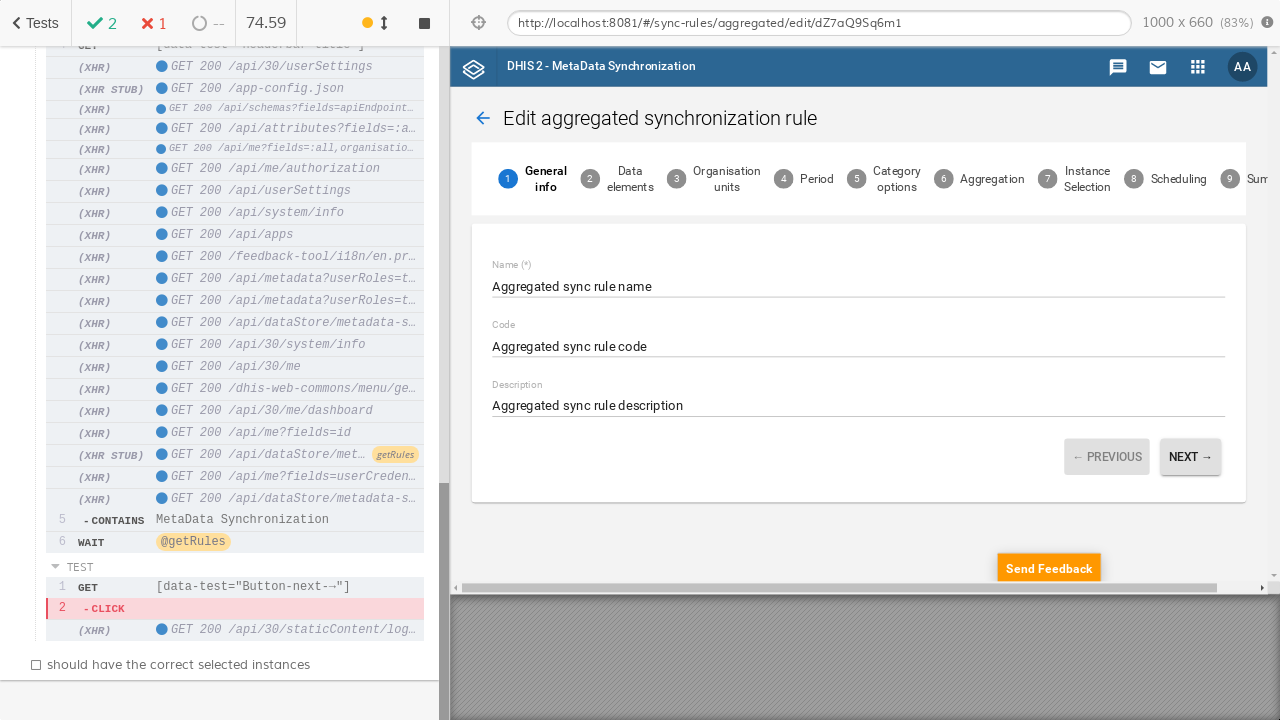 Tests
2
1
--
74.59
http://localhost:8081/#/sync-rules/aggregated/edit/dZ7aQ9Sq6m1
1000 x 660 (83%)
(XHR) GET 200 /api/30/userSettings
(XHR STUB) GET 200 /app-config.json
(XHR) GET 200 /api/schemas?fields=apiEndpoint…
(XHR) GET 200 /api/attributes?fields=:a…
(XHR) GET 200 /api/me?fields=:all,organisatio…
(XHR) GET 200 /api/me/authorization
(XHR) GET 200 /api/userSettings
(XHR) GET 200 /api/system/info
(XHR) GET 200 /api/apps
(XHR) GET 200 /feedback-tool/i18n/en.pr…
(XHR) GET 200 /api/metadata?userRoles=t…
(XHR) GET 200 /api/metadata?userRoles=t…
(XHR) GET 200 /api/dataStore/metadata-s…
(XHR) GET 200 /api/30/system/info
(XHR) GET 200 /api/30/me
(XHR) GET 200 /dhis-web-commons/menu/ge…
(XHR) GET 200 /api/30/me/dashboard
(XHR) GET 200 /api/me?fields=id
(XHR STUB) GET 200 /api/dataStore/met… getRules
(XHR) GET 200 /api/me?fields=userCreden…
(XHR) GET 200 /api/dataStore/metadata-s…
5 -CONTAINS MetaData Synchronization
6 WAIT @getRules
TEST
1 GET [data-test="Button-next-→"]
2 -CLICK
(XHR) GET 200 /api/30/staticContent/log…
should have the correct selected instances
DHIS 2 - MetaData Synchronization
AA
Edit aggregated synchronization rule
1 General info
2 Data elements
3 Organisation units
4 Period
5 Category options
6 Aggregation
7 Instance Selection
8 Scheduling
9 Sum
Name (*)
Aggregated sync rule name
Code
Aggregated sync rule code
Description
Aggregated sync rule description
← PREVIOUS
NEXT →
Send Feedback